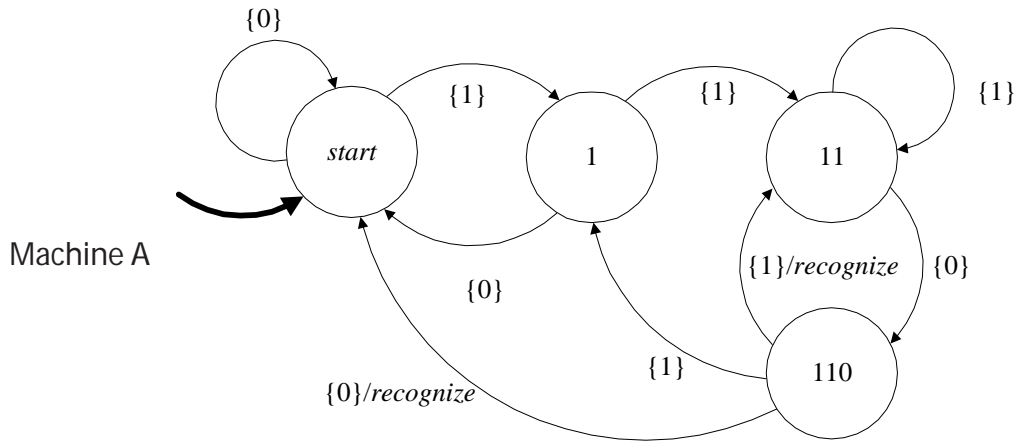 {0}
{1}
{1}
{1}
start
1
11
Machine A
{0}
{1}/recognize
{0}
{1}
110
{0}/recognize